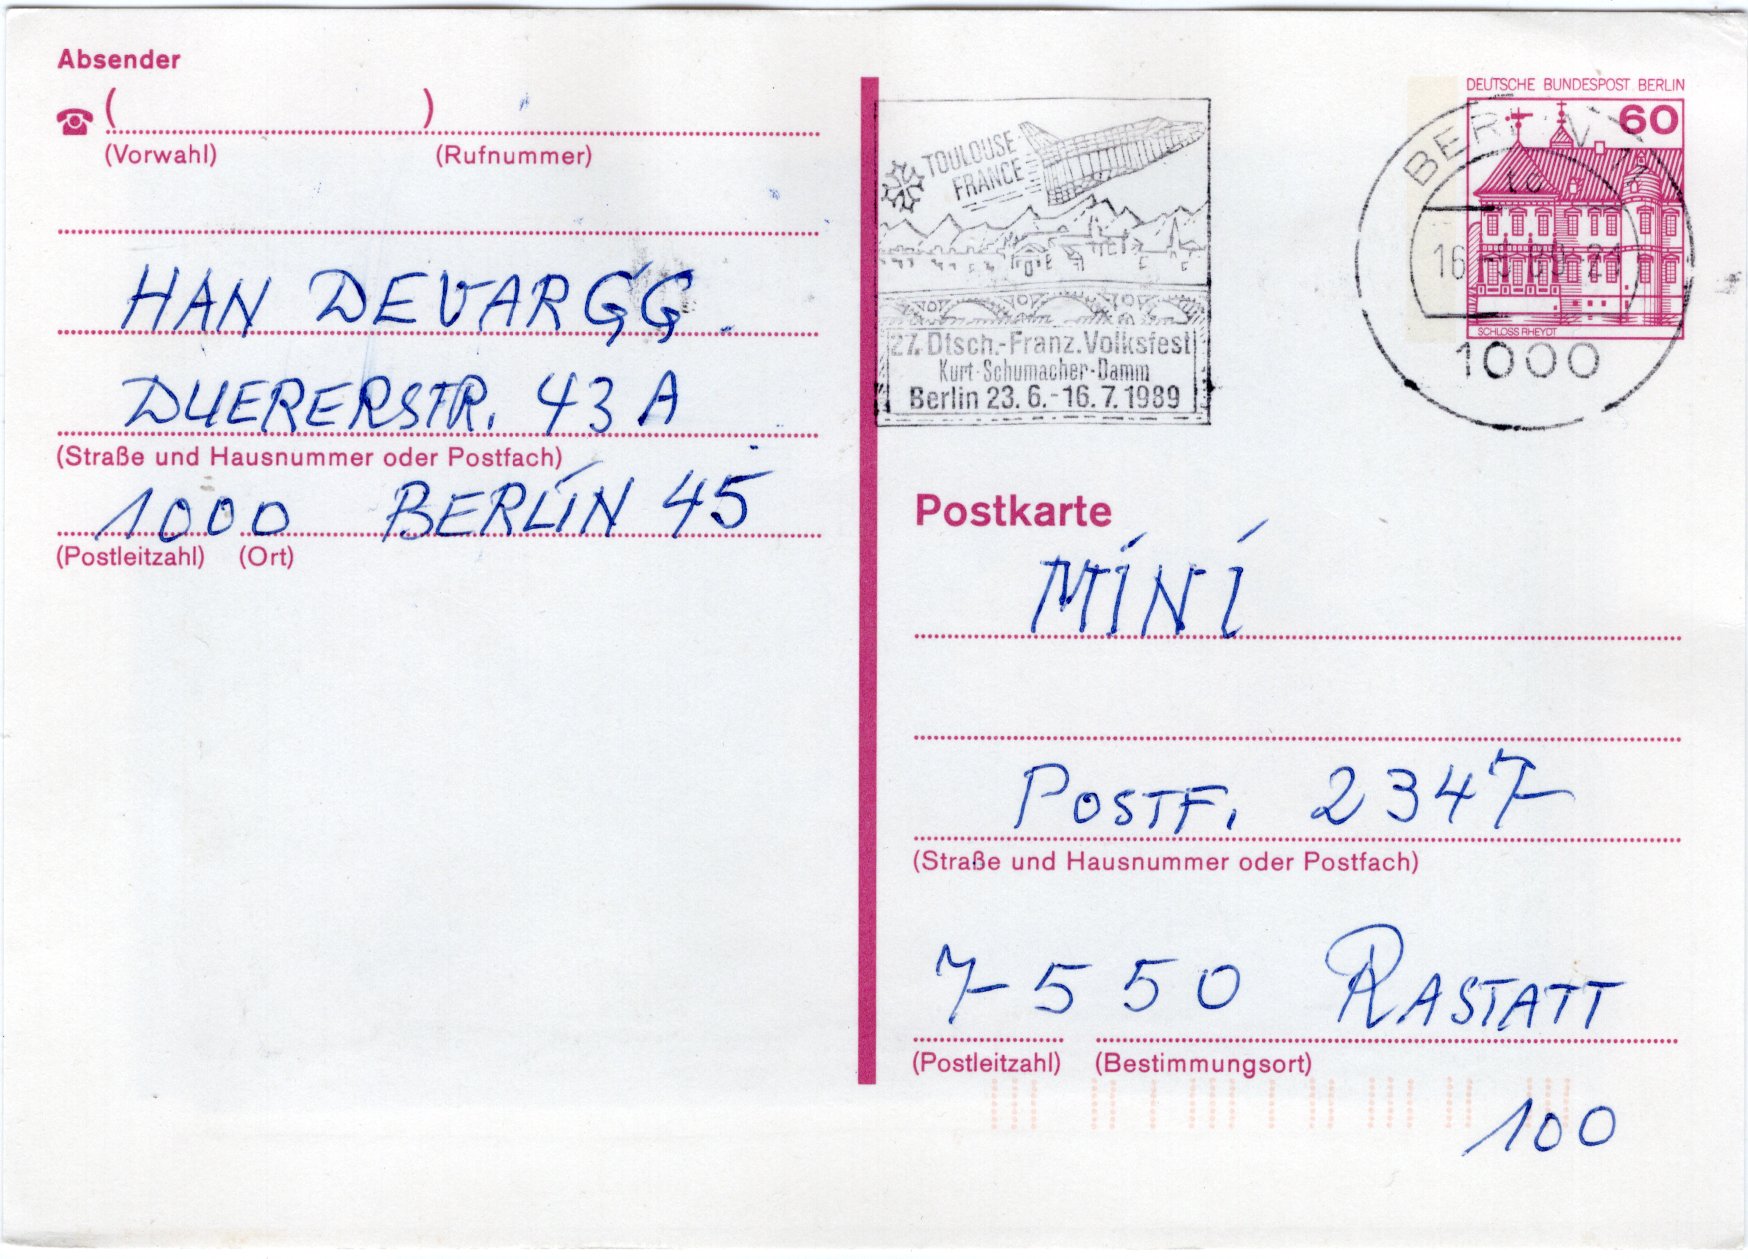 Absender
( )
(Vorwahl) (Rufnummer)
HAN DEVARGG.
DUERERSTR. 43 A
(Straße und Hausnummer oder Postfach)
1000 BERLIN 45
(Postleitzahl) (Ort)
TOULOUSE
FRANCE
27. Dtsch.-Franz. Volksfest
Kurt-Schumacher-Damm
Berlin 23. 6.-16. 7. 1989
DEUTSCHE BUNDESPOST BERLIN
60
SCHLOSS RHEYDT
1000
Postkarte
MINI
POSTF. 2347
(Straße und Hausnummer oder Postfach)
7550 RASTATT
(Postleitzahl) (Bestimmungsort)
100